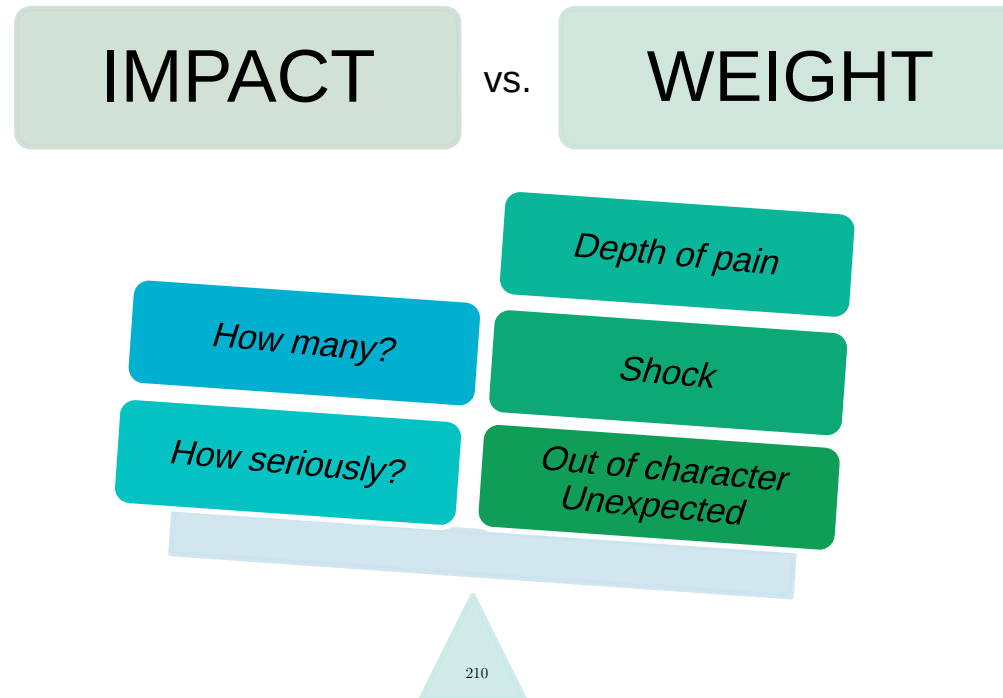 IMPACT
vs.
WEIGHT
Depth of pain
How many?
Shock
How seriously?
Out of character
Unexpected
210